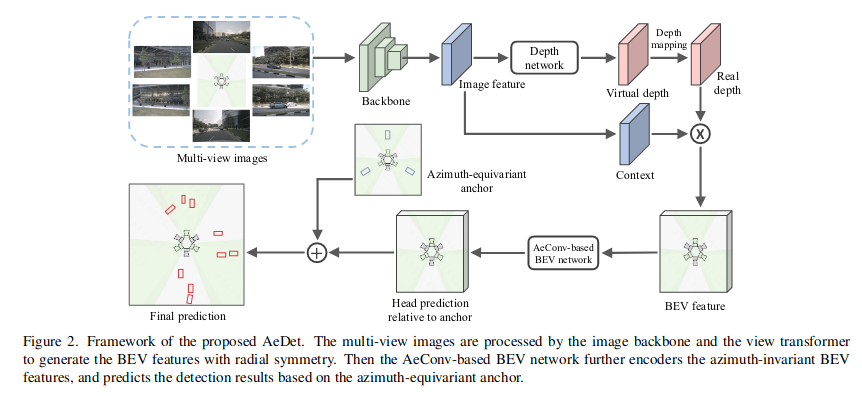 Depth
mapping
Depth
network
Backbone
Image feature
Virtual depth
Real
depth
Multi-view images
Context
Azimuth-equivariant
anchor
AeConv-based
BEV network
Final prediction
Head prediction
relative to anchor
BEV feature
Figure 2. Framework of the proposed AeDet. The multi-view images are processed by the image backbone and the view transformer
to generate the BEV features with radial symmetry. Then the AeConv-based BEV network further encoders the azimuth-invariant BEV
features, and predicts the detection results based on the azimuth-equivariant anchor.